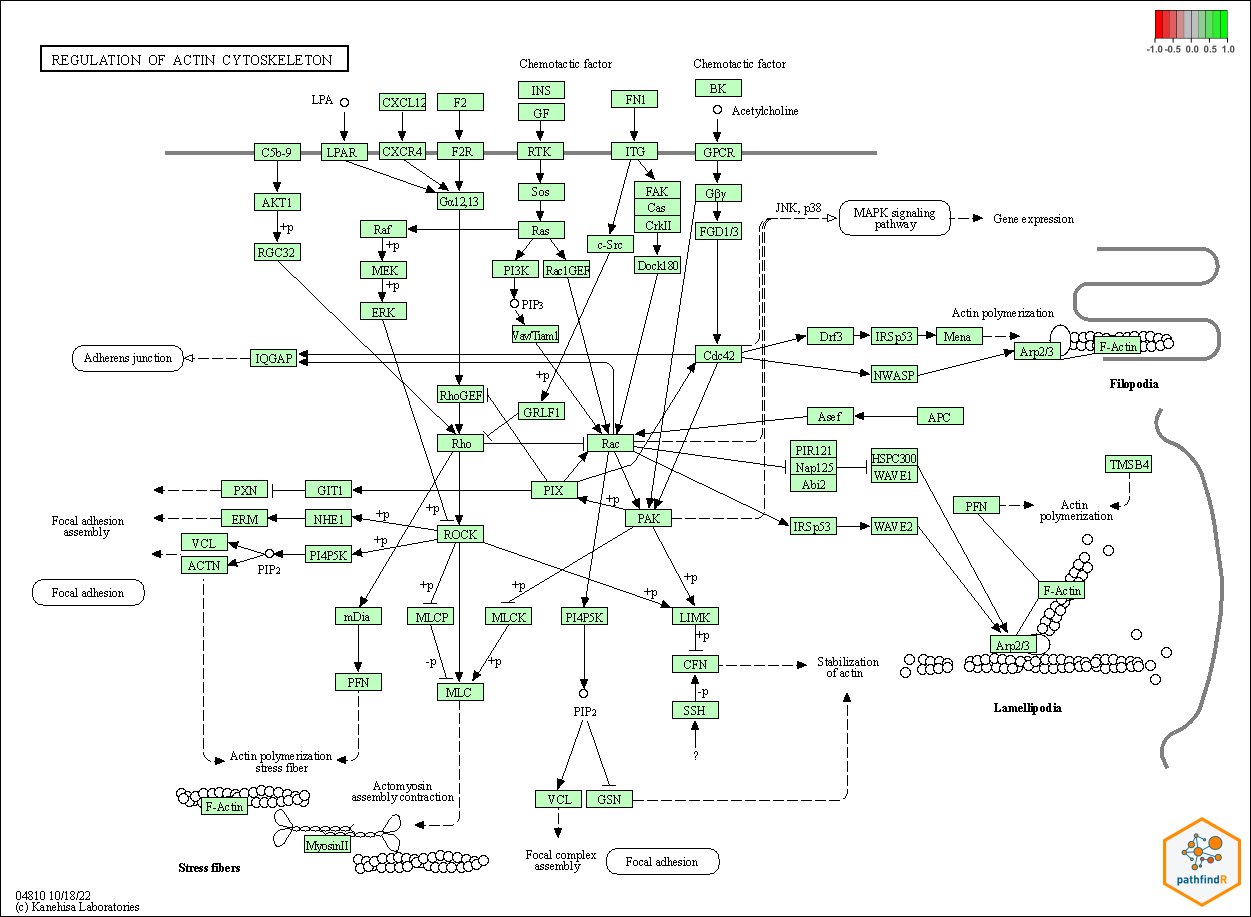 -1.0 -0.5 0.0 0.5 1.0
REGULATION OF ACTIN CYTOSKELETON
Chemotactic factor
Chemotactic factor
LPA
CXCL12
F2
INS
GF
FN1
BK
Acetylcholine
C5b-9
LPAR
CXCR4
F2R
RTK
ITG
GPCR
AKT1
+p
RGC32
Gα12,13
Sos
FAK
Cas
CrkII
Gβγ
JNK, p38
MAPK signaling
pathway
Gene expression
Raf
+p
MEK
+p
ERK
Ras
c-Src
FGD1/3
PI3K
Rac1GEF
Dock180
PIP3
Vav/Tiam1
Actin polymerization
Adherens junction
IQGAP
Cdc42
Drf3
IRSp53
Mena
Arp2/3
F-Actin
NWASP
Filopodia
+p
RhoGEF
GRLF1
Asef
APC
Rho
Rac
PIR121
Nap125
Abi2
HSPC300
WAVE1
TMSB4
PXN
GIT1
PIX
+p
PAK
PFN
Actin
polymerization
Focal adhesion
assembly
ERM
NHE1
+p
+p
ROCK
IRSp53
WAVE2
VCL
ACTN
PIP2
PI4P5K
+p
Focal adhesion
+p
+p
+p
+p
F-Actin
mDia
MLCP
MLCK
PI4P5K
LIMK
+p
Arp2/3
-p
+p
CFN
Stabilization
of actin
PFN
MLC
-p
SSH
PIP2
Lamellipodia
?
Actin polymerization
stress fiber
Actomyosin
assembly contraction
F-Actin
VCL
GSN
MyosinII
Stress fibers
Focal complex
assembly
Focal adhesion
pathfindR
04810 10/18/22
(c) Kanehisa Laboratories